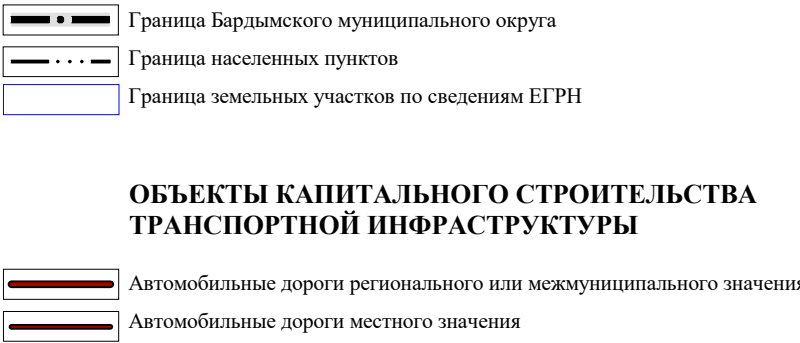 Граница Бардымского муниципального округа
Граница населенных пунктов
Граница земельных участков по сведениям ЕГРН
ОБЪЕКТЫ КАПИТАЛЬНОГО СТРОИТЕЛЬСТВА
ТРАНСПОРТНОЙ ИНФРАСТРУКТУРЫ
Автомобильные дороги регионального или межмуниципального значения
Автомобильные дороги местного значения